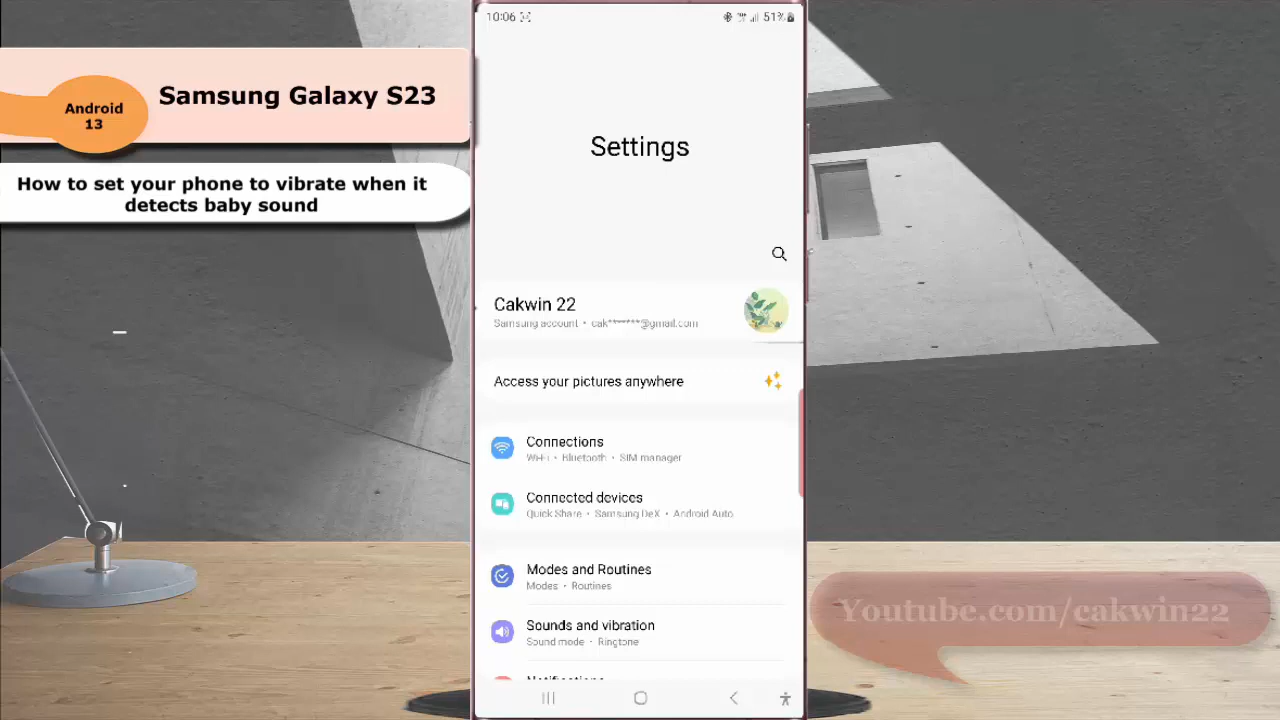 Samsung Galaxy S23
Android
13
How to set your phone to vibrate when it
detects baby sound
10:06
51%
Settings
Cakwin 22
Samsung account • cak*******@gmail.com
Access your pictures anywhere
Connections
Wi-Fi • Bluetooth • SIM manager
Connected devices
Quick Share • Samsung DeX • Android Auto
Modes and Routines
Modes • Routines
Sounds and vibration
Sound mode • Ringtone
Notifications
Youtube.com/cakwin22